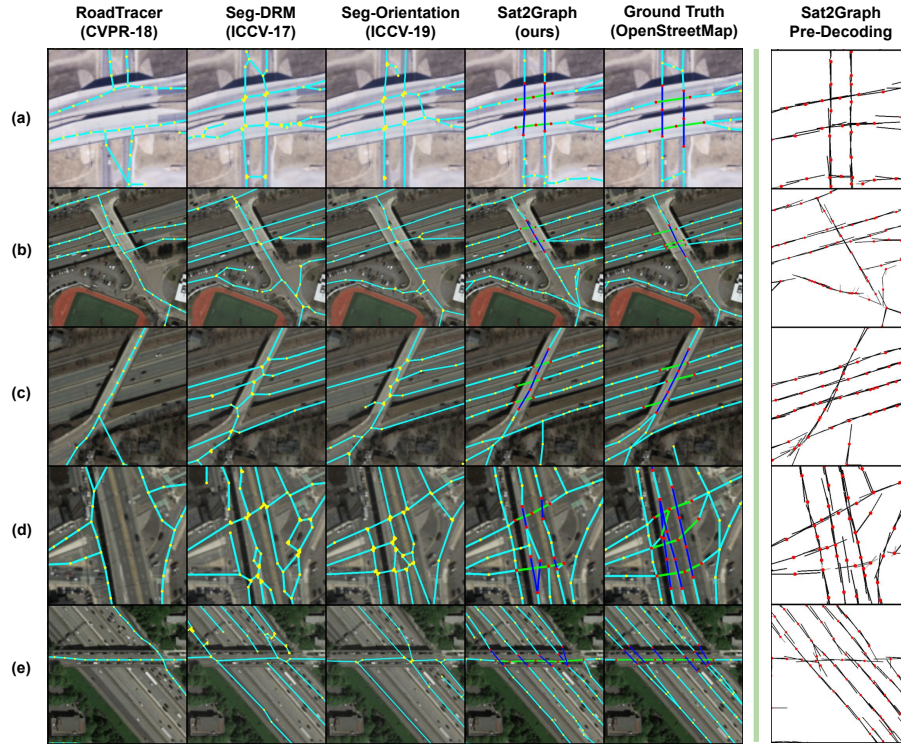 RoadTracer
(CVPR-18)
Seg-DRM
(ICCV-17)
Seg-Orientation
(ICCV-19)
Sat2Graph
(ours)
Ground Truth
(OpenStreetMap)
Sat2Graph
Pre-Decoding
(a)
(b)
(c)
(d)
(e)